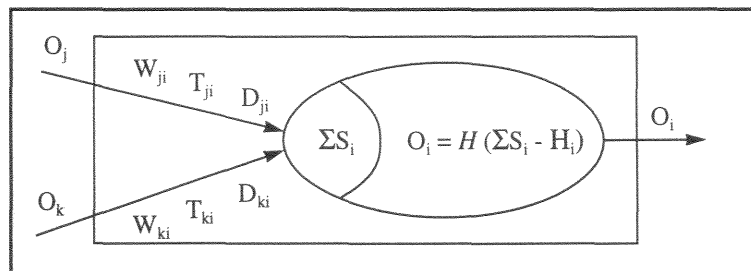 O_j
W_ji T_ji D_ji
ΣS_i O_i = H (ΣS_i - H_i)
O_i
O_k
W_ki T_ki D_ki